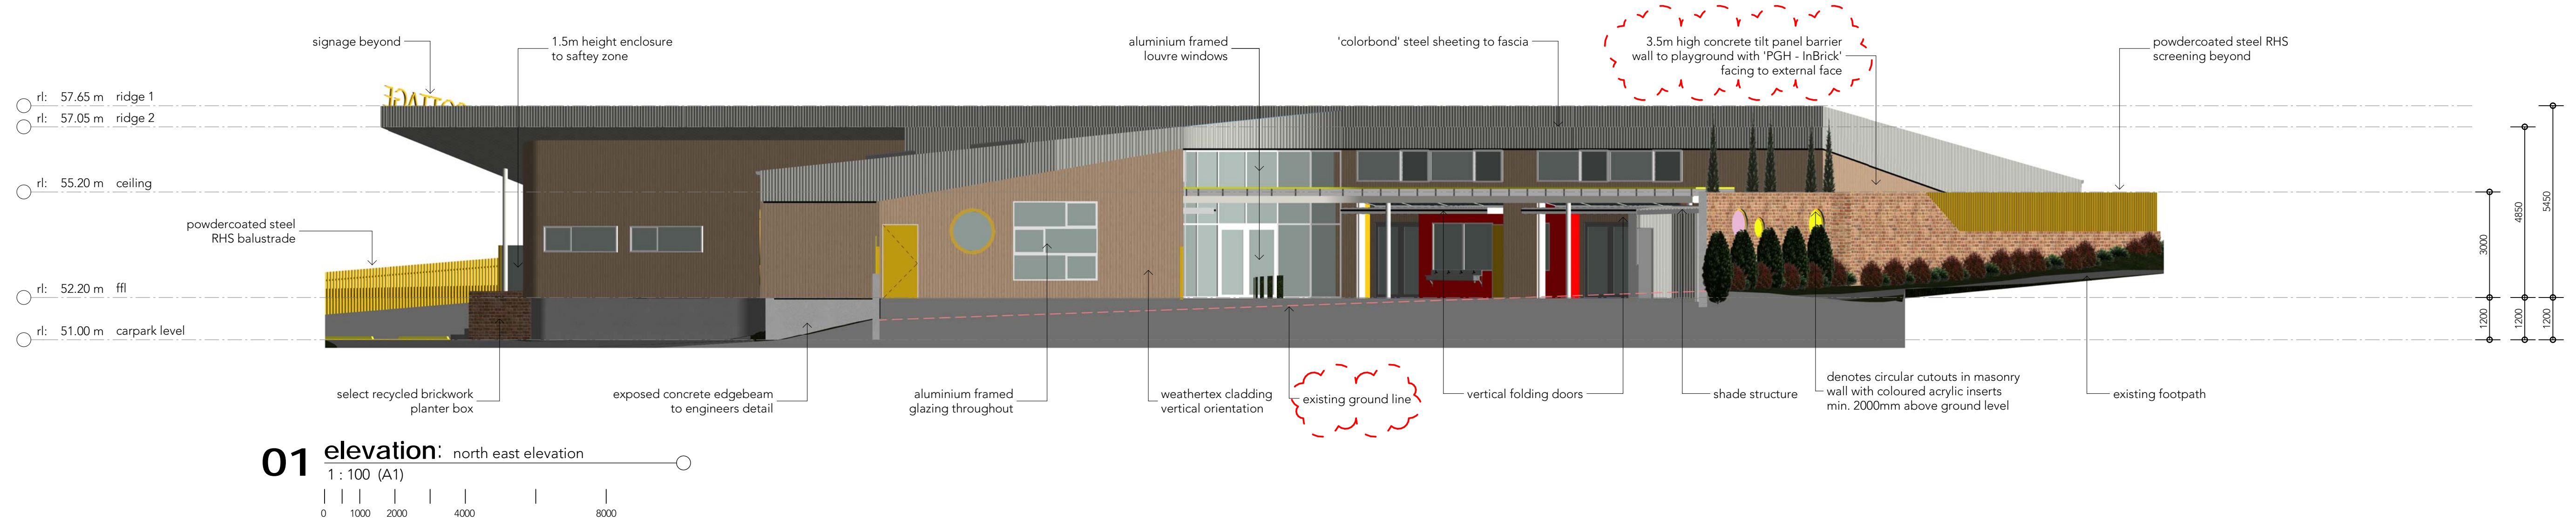 signage beyond
1.5m height enclosure
to saftey zone
aluminium framed
louvre windows
'colorbond' steel sheeting to fascia
3.5m high concrete tilt panel barrier
wall to playground with 'PGH - InBrick'
facing to external face
powdercoated steel RHS
screening beyond
rl: 57.65 m ridge 1
rl: 57.05 m ridge 2
rl: 55.20 m ceiling
rl: 52.20 m ffl
rl: 51.00 m carpark level
powdercoated steel
RHS balustrade
COTTAGE
3000
4850
5450
1200
1200
1200
select recycled brickwork
planter box
exposed concrete edgebeam
to engineers detail
aluminium framed
glazing throughout
weathertex cladding
vertical orientation
existing ground line
vertical folding doors
shade structure
denotes circular cutouts in masonry
wall with coloured acrylic inserts
min. 2000mm above ground level
existing footpath
01 elevation: north east elevation
1 : 100 (A1)
0 1000 2000 4000 8000